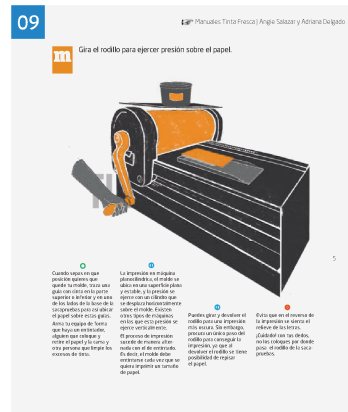 09
Manuales Tinta Fresca | Angie Salazar y Adriana Delgado
m
Gira el rodillo para ejercer presión sobre el papel.
5
Cuando sepas en que
posición quieres que
quede tu molde, traza una
guía con cinta en la parte
superior o inferior y en uno
de los lados de la base de la
sacapruebas para así ubicar
el papel sobre estas guías.
Arma tu equipo de forma
que haya un entintador,
alguien que coloque y
retire el papel y la cama y
otra persona que limpie los
excesos de tinta.
La impresión en máquina
planocilíndrica, el molde se
ubica en una superficie plana
y estable, y la presión se
ejerce con un cilindro que
se desplaza horizontalmente
sobre el molde. Existen
otros tipos de máquinas
en las que esta presión se
ejerce verticalmente.
El proceso de impresión
sucede de manera alter-
nada con el de entintado.
Es decir, el molde debe
entintarse cada vez que se
quiera imprimir un tamaño
de papel.
Puedes girar y devolver el
rodillo para una impresión
más oscura. Sin embargo,
procura un único paso del
rodillo para conseguir la
impresión, ya que al
devolver el rodillo se tiene
posibilidad de repisar
el papel.
Evita que en el reverso de
la impresión se sienta el
relieve de las letras.
¡Cuidado! con tus dedos,
no los coloques por donde
pasa el rodillo de la saca
pruebas.